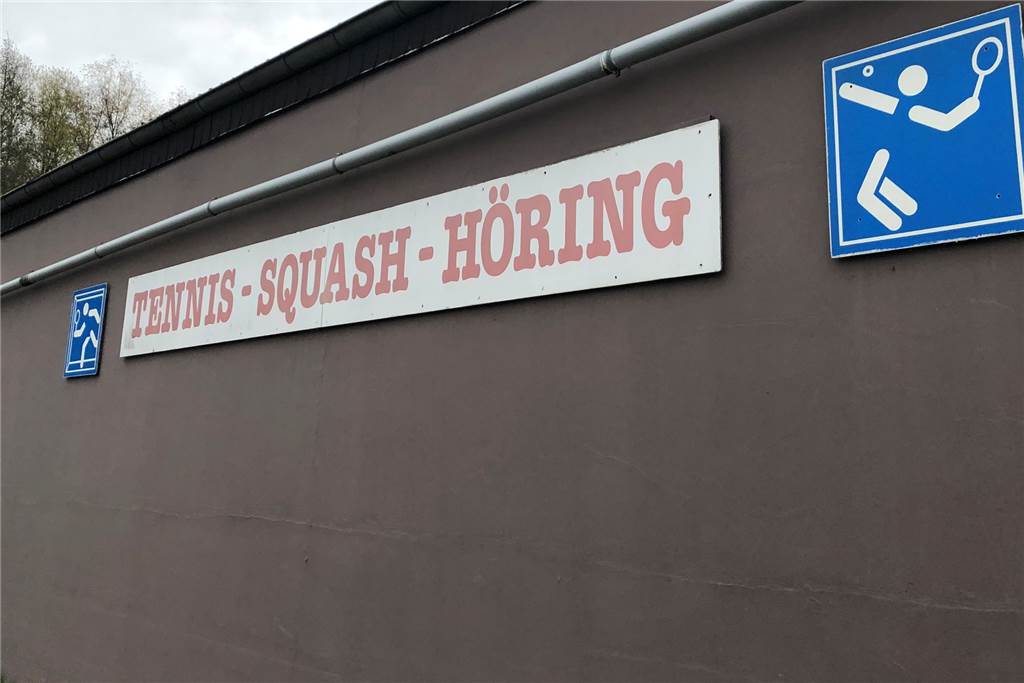 TENNIS - SQUASH - HÖRING